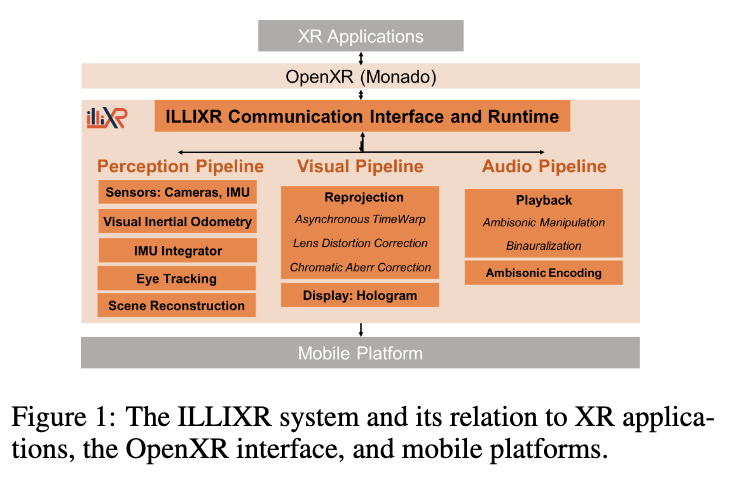 XR Applications
OpenXR (Monado)
illiXR
ILLIXR Communication Interface and Runtime
Perception Pipeline
Sensors: Cameras, IMU
Visual Inertial Odometry
IMU Integrator
Eye Tracking
Scene Reconstruction
Visual Pipeline
Reprojection
Asynchronous TimeWarp
Lens Distortion Correction
Chromatic Aberr Correction
Display: Hologram
Audio Pipeline
Playback
Ambisonic Manipulation
Binauralization
Ambisonic Encoding
Mobile Platform
Figure 1: The ILLIXR system and its relation to XR applica-
tions, the OpenXR interface, and mobile platforms.